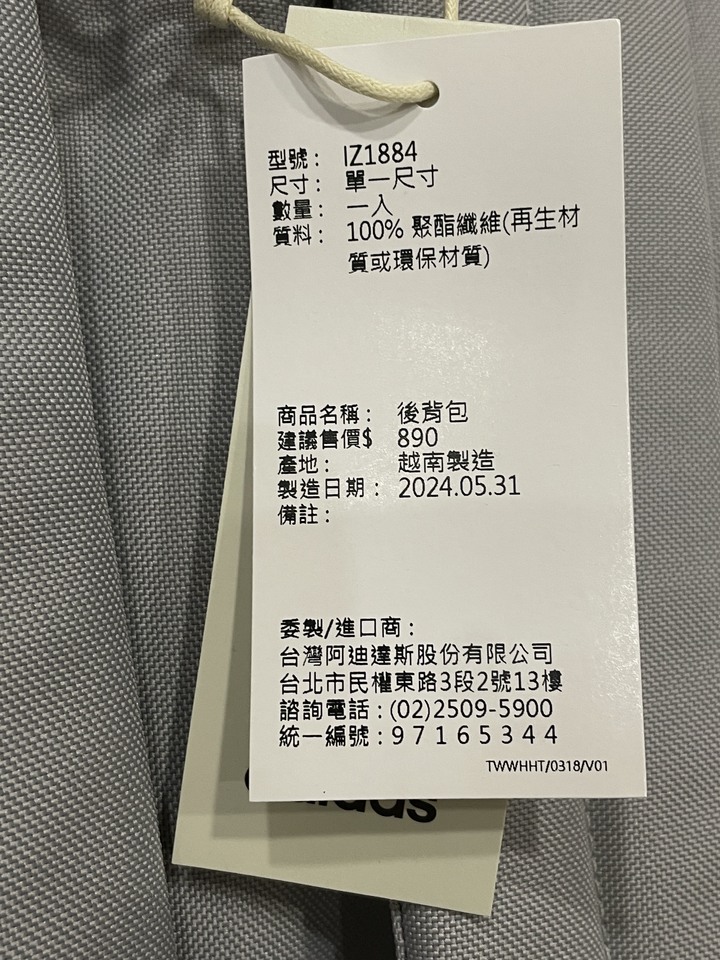 型號： IZ1884
尺寸： 單一尺寸
數量： 一入
質料： 100% 聚酯纖維(再生材
質或環保材質)
商品名稱： 後背包
建議售價$ 890
產地： 越南製造
製造日期： 2024.05.31
備註：
委製/進口商：
台灣阿迪達斯股份有限公司
台北市民權東路3段2號13樓
諮詢電話：(02)2509-5900
統一編號：97165344
TWWHHT/0318/V01